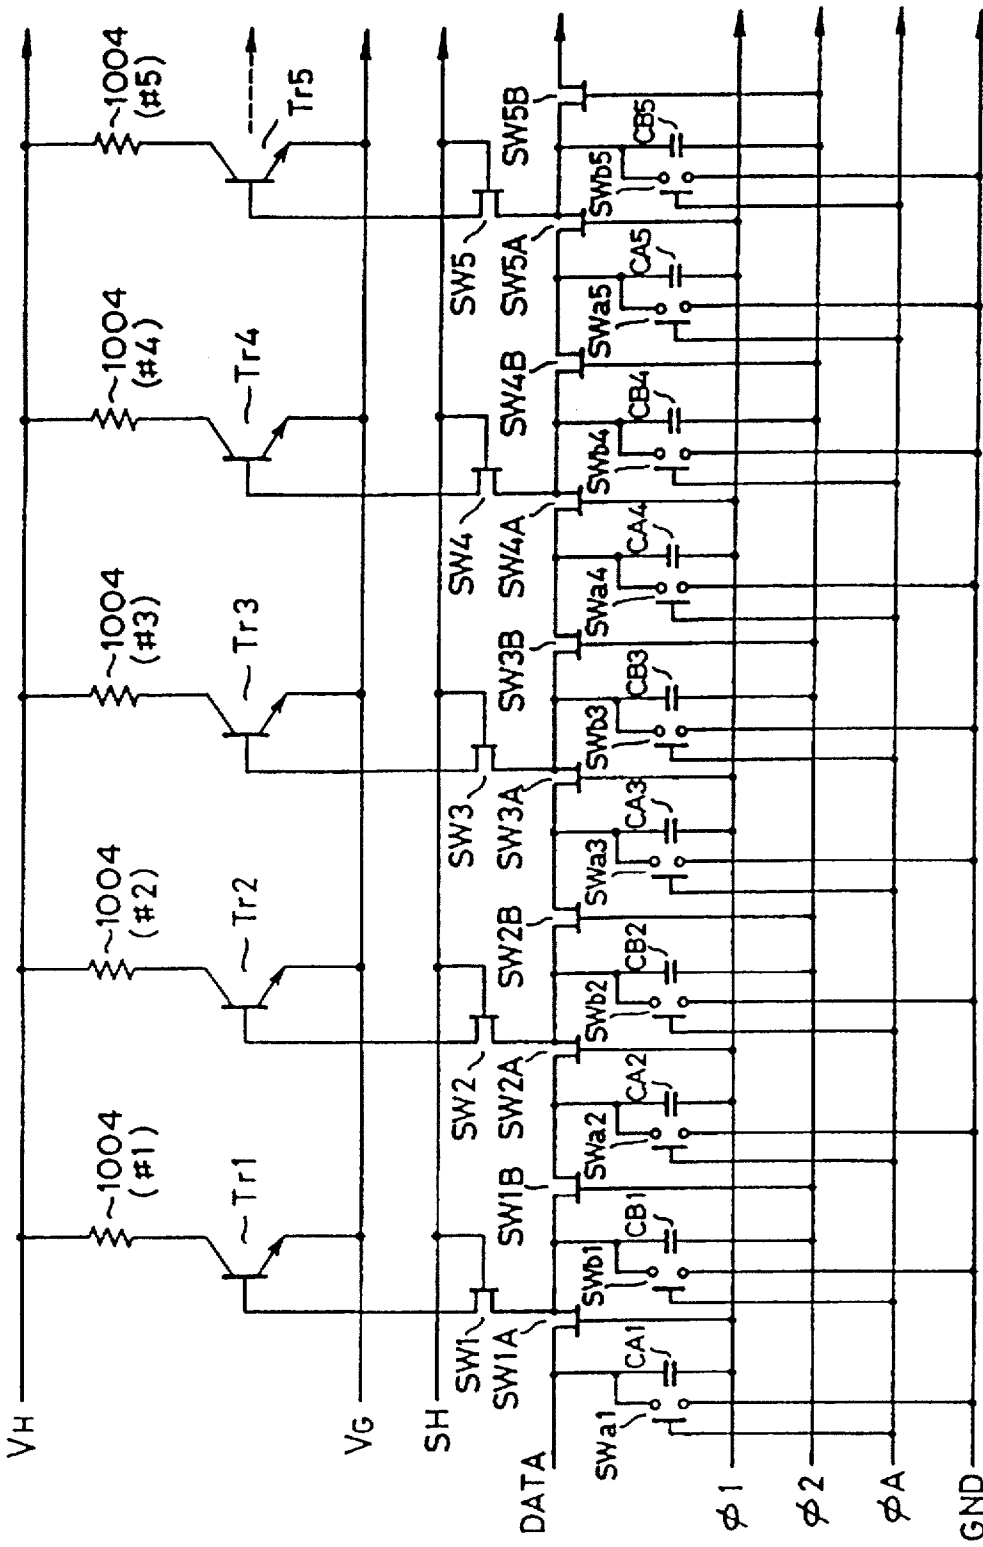 VH
~1004
(#1)
~1004
(#2)
~1004
(#3)
~1004
(#4)
~1004
(#5)
Tr1
Tr2
Tr3
Tr4
Tr5
VG
SH
SW1
SW2
SW3
SW4
SW5
SW1A
SW1B
SW2A
SW2B
SW3A
SW3B
SW4A
SW4B
SW5A
SW5B
DATA
SWa1
CA1
SWb1
CB1
SWa2
CA2
SWb2
CB2
SWa3
CA3
SWb3
CB3
SWa4
CA4
SWb4
CB4
SWa5
CA5
SWb5
CB5
ϕ1
ϕ2
ϕA
GND